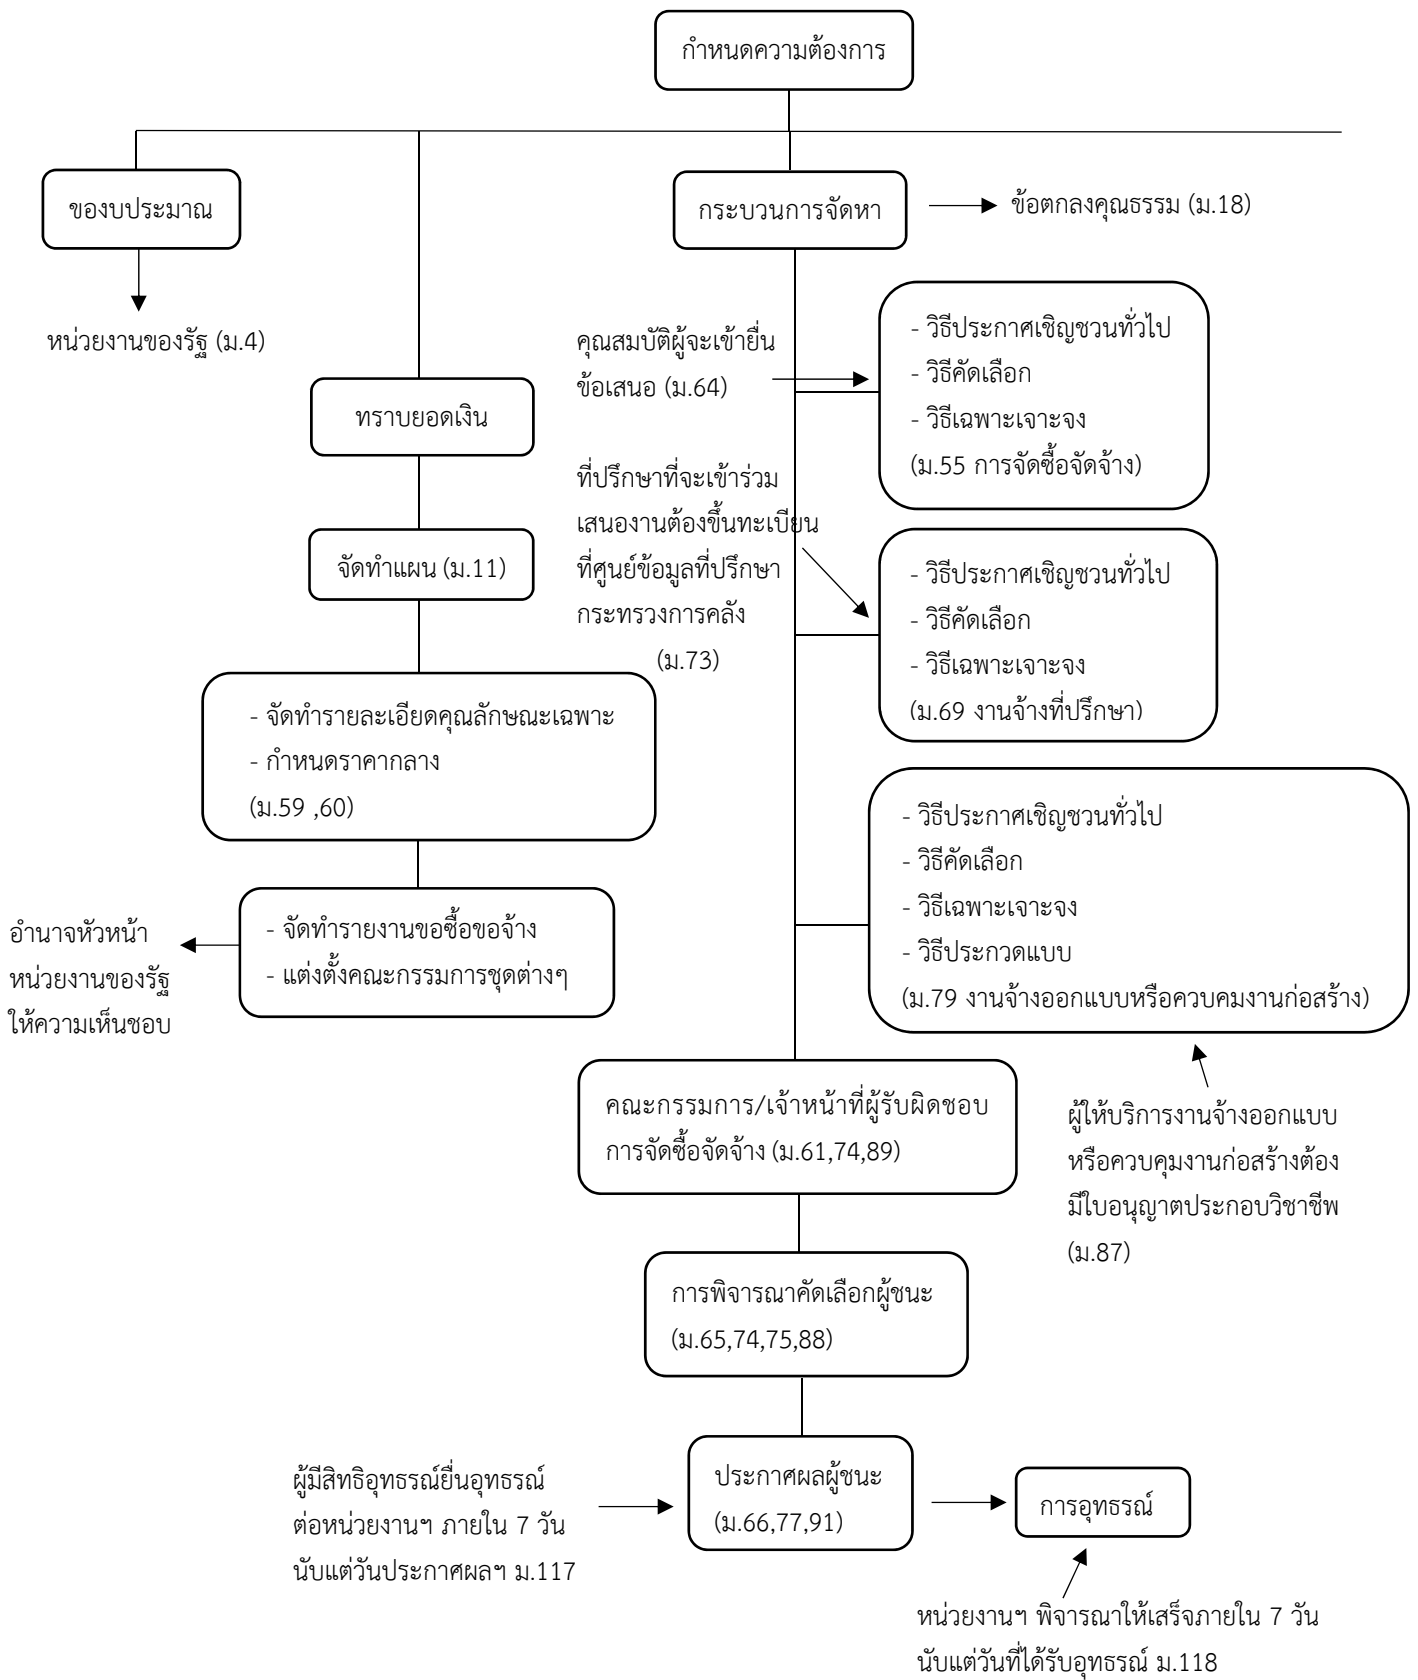 กำหนดความต้องการ
ของบประมาณ
หน่วยงานของรัฐ (ม.4)
ทราบยอดเงิน
จัดทำแผน (ม.11)
- จัดทำรายละเอียดคุณลักษณะเฉพาะ
- กำหนดราคากลาง
(ม.59 ,60)
- จัดทำรายงานขอซื้อขอจ้าง
- แต่งตั้งคณะกรรมการชุดต่างๆ
อำนาจหัวหน้า
หน่วยงานของรัฐ
ให้ความเห็นชอบ
กระบวนการจัดหา
ข้อตกลงคุณธรรม (ม.18)
คุณสมบัติผู้จะเข้ายื่น
ข้อเสนอ (ม.64)
- วิธีประกาศเชิญชวนทั่วไป
- วิธีคัดเลือก
- วิธีเฉพาะเจาะจง
(ม.55 การจัดซื้อจัดจ้าง)
ที่ปรึกษาที่จะเข้าร่วม
เสนองานต้องขึ้นทะเบียน
ที่ศูนย์ข้อมูลที่ปรึกษา
กระทรวงการคลัง
(ม.73)
- วิธีประกาศเชิญชวนทั่วไป
- วิธีคัดเลือก
- วิธีเฉพาะเจาะจง
(ม.69 งานจ้างที่ปรึกษา)
- วิธีประกาศเชิญชวนทั่วไป
- วิธีคัดเลือก
- วิธีเฉพาะเจาะจง
- วิธีประกวดแบบ
(ม.79 งานจ้างออกแบบหรือควบคมงานก่อสร้าง)
ผู้ให้บริการงานจ้างออกแบบ
หรือควบคุมงานก่อสร้างต้อง
มีใบอนุญาตประกอบวิชาชีพ
(ม.87)
คณะกรรมการ/เจ้าหน้าที่ผู้รับผิดชอบ
การจัดซื้อจัดจ้าง (ม.61,74,89)
การพิจารณาคัดเลือกผู้ชนะ
(ม.65,74,75,88)
ผู้มีสิทธิอุทธรณ์ยื่นอุทธรณ์
ต่อหน่วยงานฯ ภายใน 7 วัน
นับแต่วันประกาศผลฯ ม.117
ประกาศผลผู้ชนะ
(ม.66,77,91)
การอุทธรณ์
หน่วยงานฯ พิจารณาให้เสร็จภายใน 7 วัน
นับแต่วันที่ได้รับอุทธรณ์ ม.118